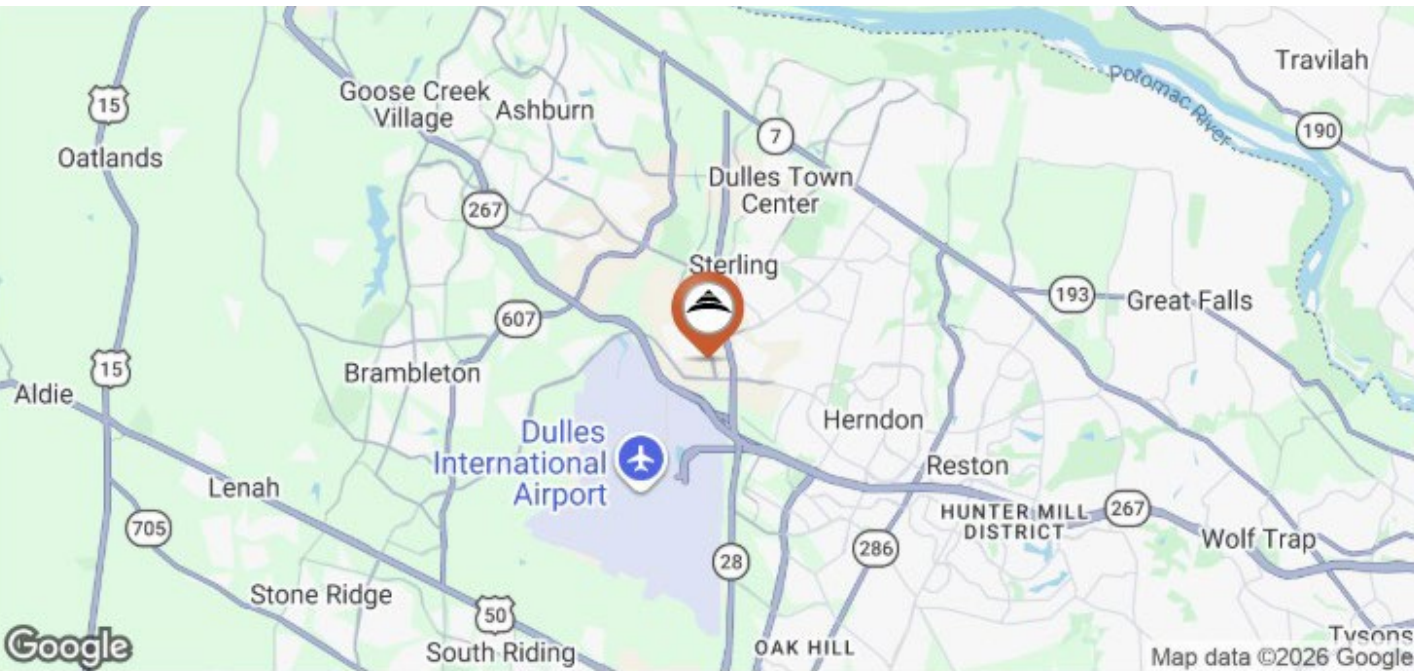 Travilah
Potomac River
190
15
Goose Creek
Village
Ashburn
7
Oatlands
Dulles Town
Center
267
Sterling
193
Great Falls
607
15
Brambleton
Aldie
Herndon
Dulles
International
Airport
Reston
Lenah
HUNTER MILL
DISTRICT
267
705
Wolf Trap
286
28
Stone Ridge
50
South Riding
OAK HILL
Tysons
Google
Map data ©2026 Google